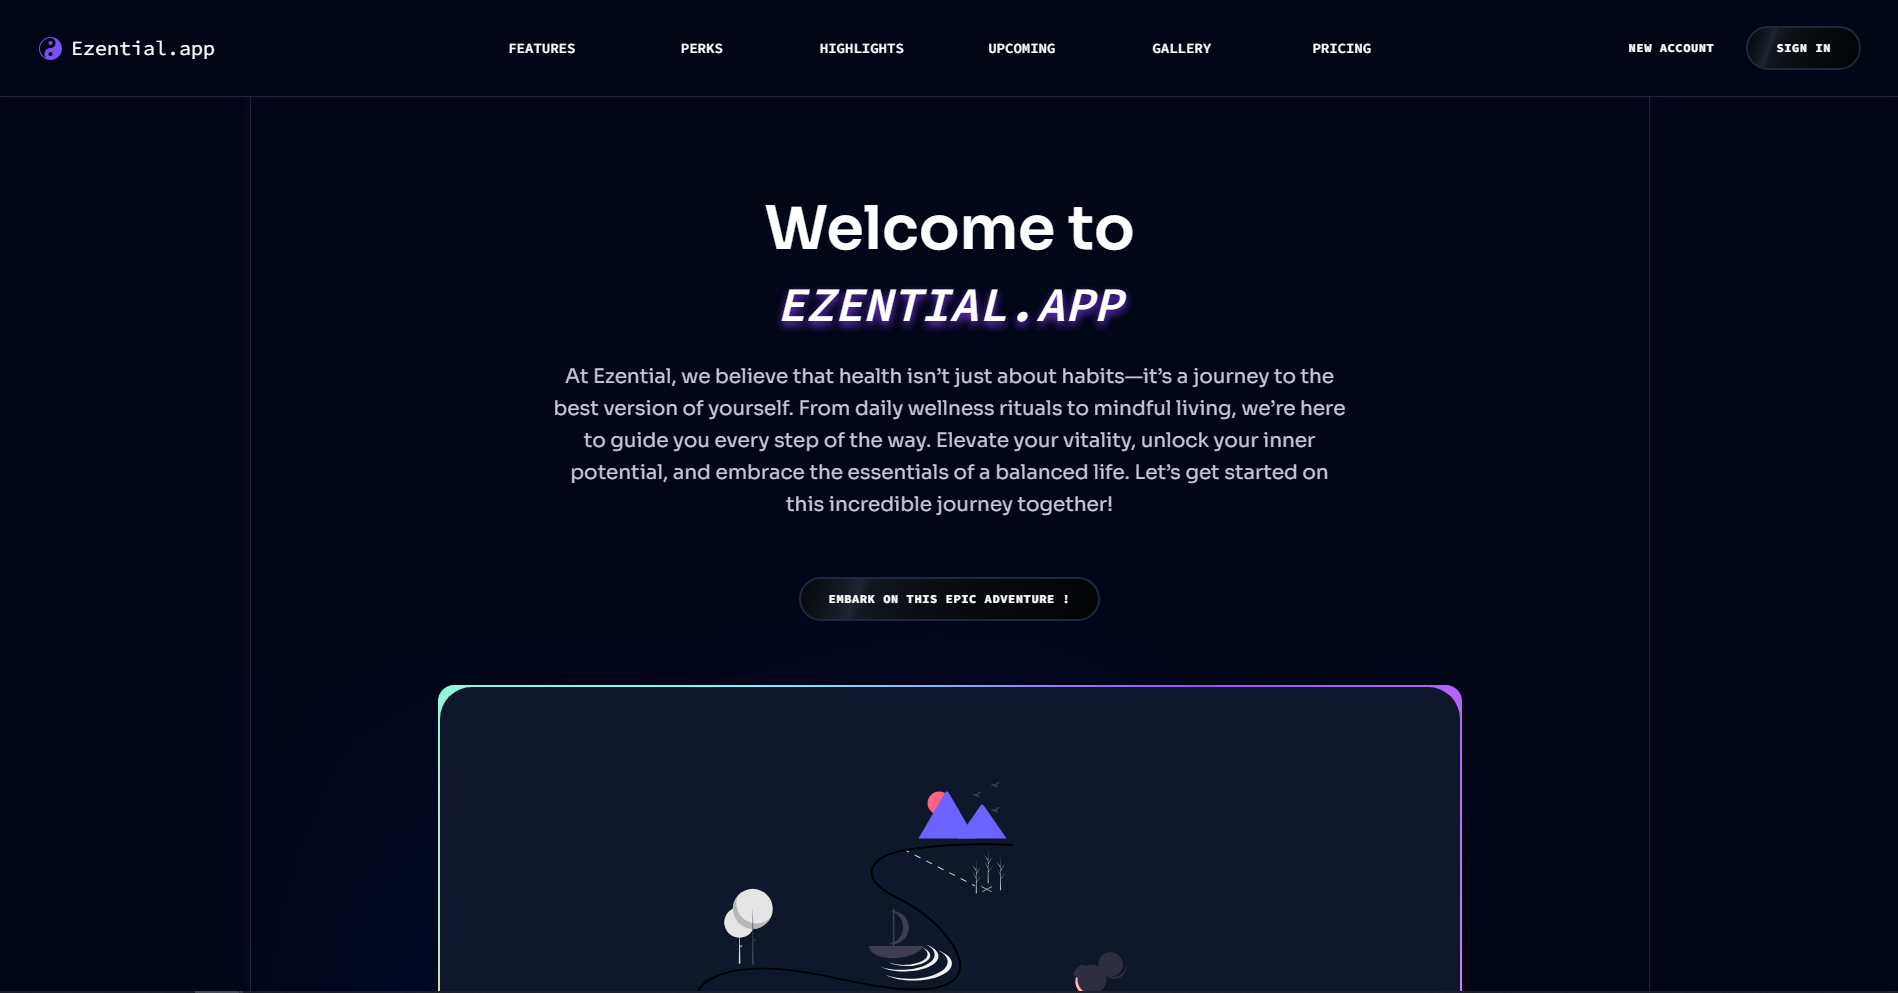 Ezential.app
FEATURES
PERKS
HIGHLIGHTS
UPCOMING
GALLERY
PRICING
NEW ACCOUNT
SIGN IN
Welcome to
EZENTIAL.APP
At Ezential, we believe that health isn’t just about habits—it’s a journey to the
best version of yourself. From daily wellness rituals to mindful living, we’re here
to guide you every step of the way. Elevate your vitality, unlock your inner
potential, and embrace the essentials of a balanced life. Let’s get started on
this incredible journey together!
EMBARK ON THIS EPIC ADVENTURE !